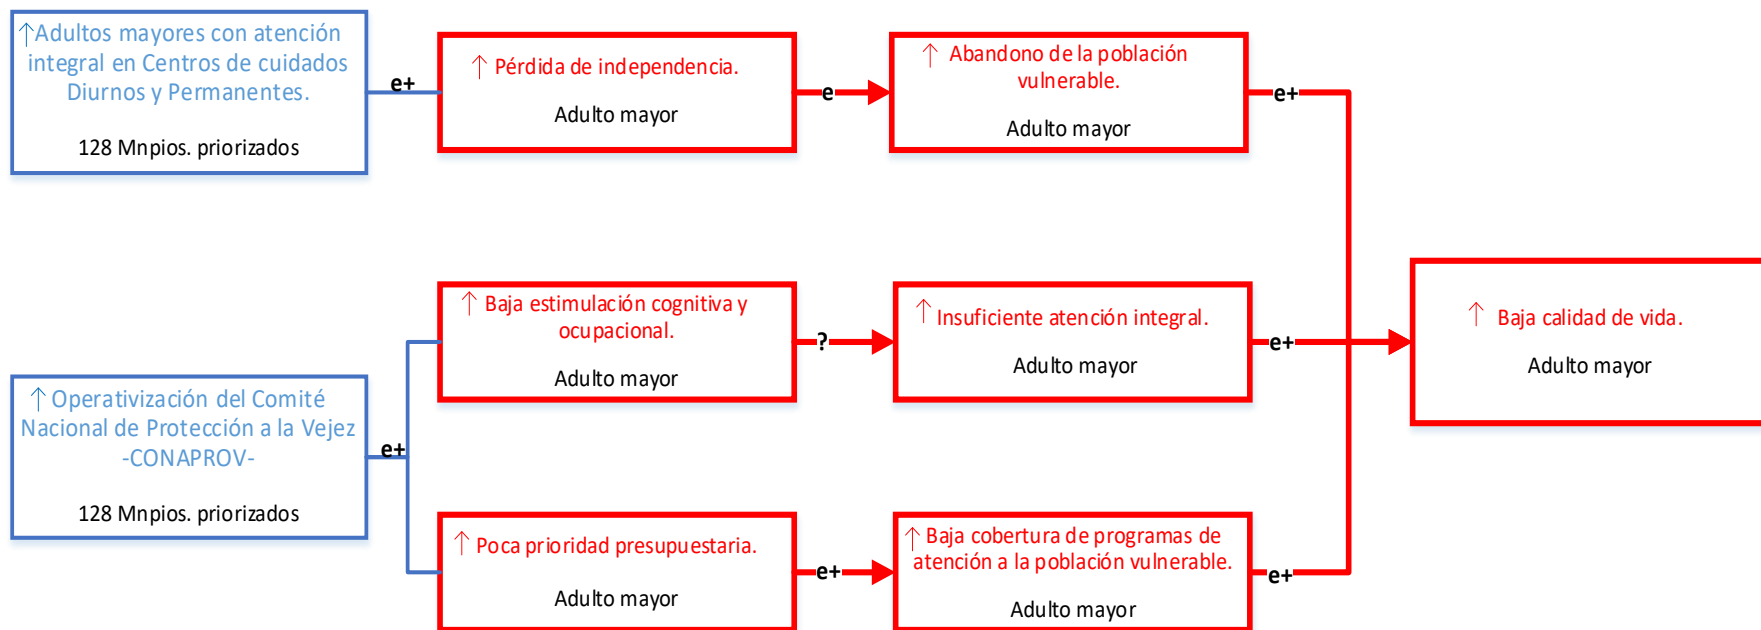 ↑Adultos mayores con atención
integral en Centros de cuidados
Diurnos y Permanentes.
128 Mnpios. priorizados
e+
↑ Pérdida de independencia.
Adulto mayor
e
↑ Abandono de la población
vulnerable.
Adulto mayor
e+
↑ Operativización del Comité
Nacional de Protección a la Vejez
-CONAPROV-
128 Mnpios. priorizados
e+
↑ Baja estimulación cognitiva y
ocupacional.
Adulto mayor
?
↑ Insuficiente atención integral.
Adulto mayor
e+
↑ Poca prioridad presupuestaria.
Adulto mayor
e+
↑ Baja cobertura de programas de
atención a la población vulnerable.
Adulto mayor
e+
↑ Baja calidad de vida.
Adulto mayor